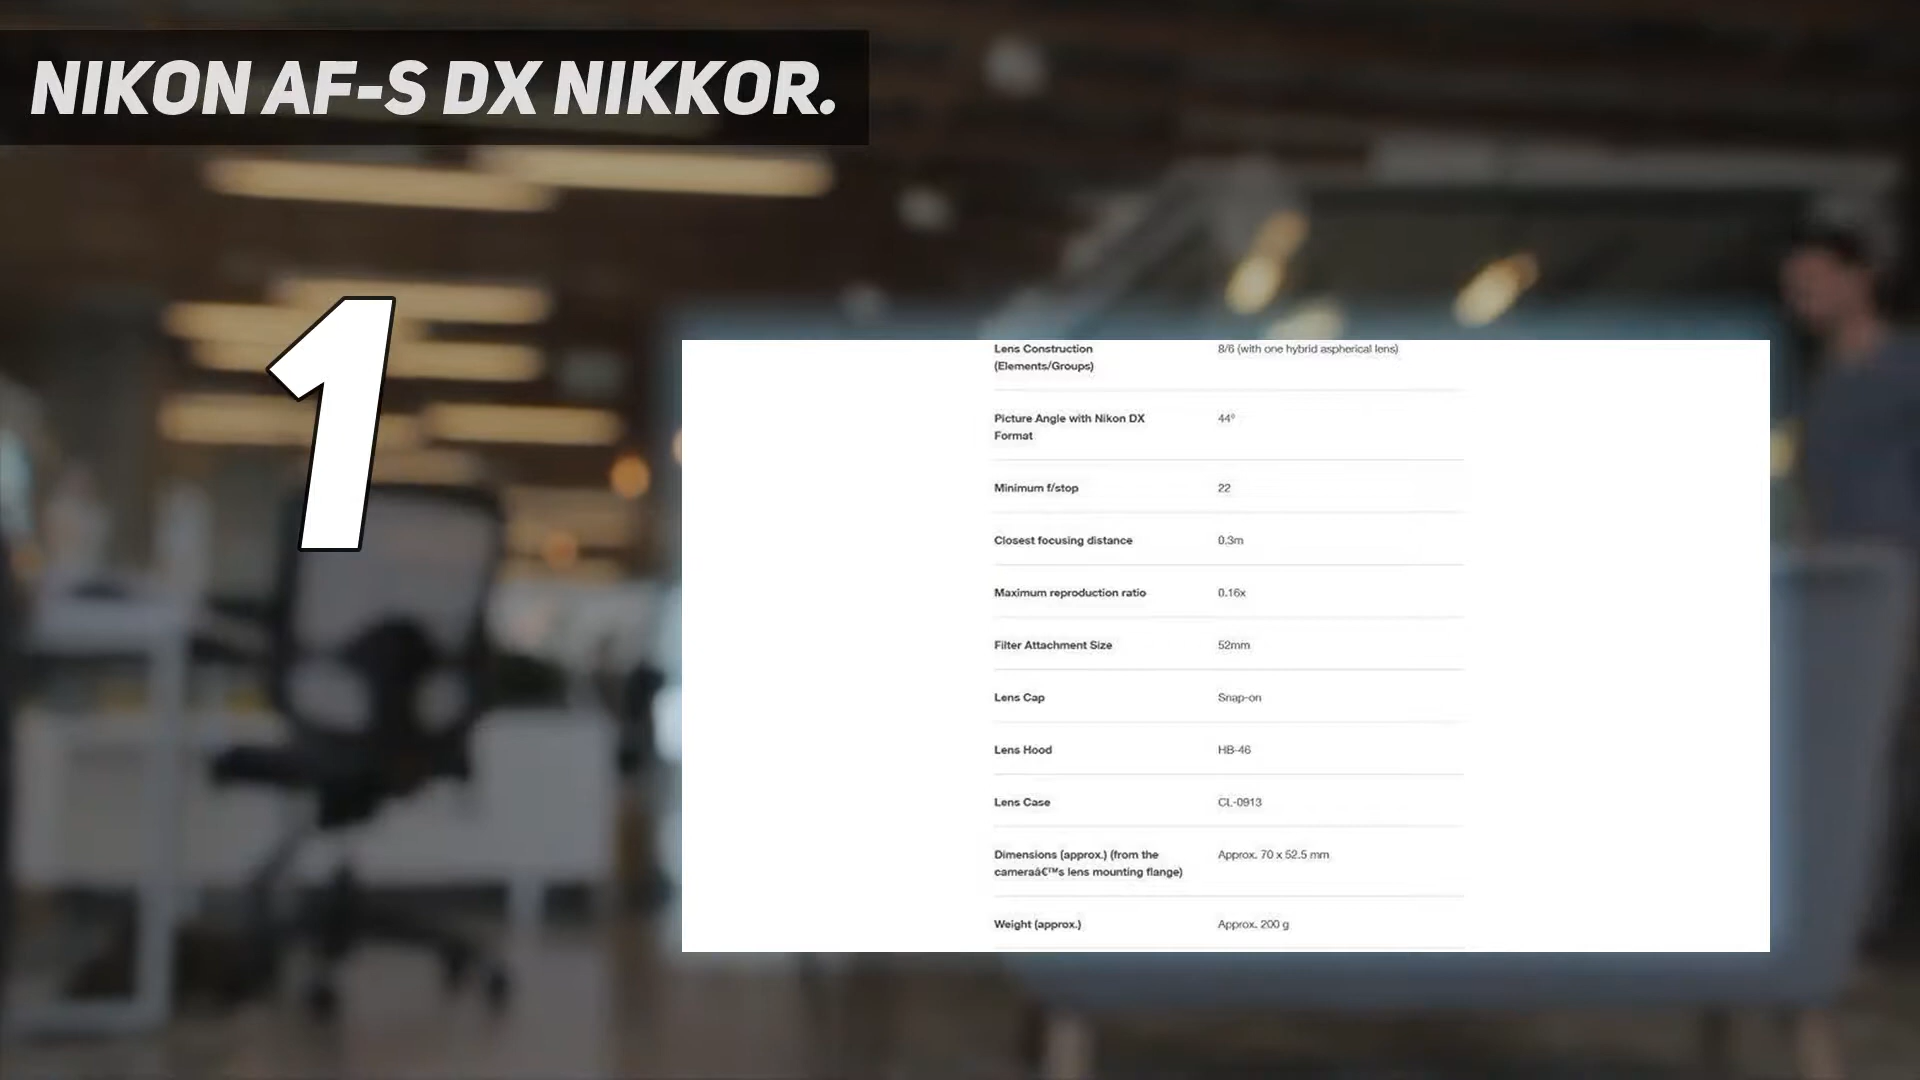 NIKON AF-S DX NIKKOR.
1
Lens Construction 8/6 (with one hybrid aspherical lens)
(Elements/Groups)
Picture Angle with Nikon DX 44°
Format
Minimum f/stop 22
Closest focusing distance 0.3m
Maximum reproduction ratio 0.16x
Filter Attachment Size 52mm
Lens Cap Snap-on
Lens Hood HB-46
Lens Case CL-0913
Dimensions (approx.) (from the Approx. 70 x 52.5 mm
cameraâ€™s lens mounting flange)
Weight (approx.) Approx. 200 g